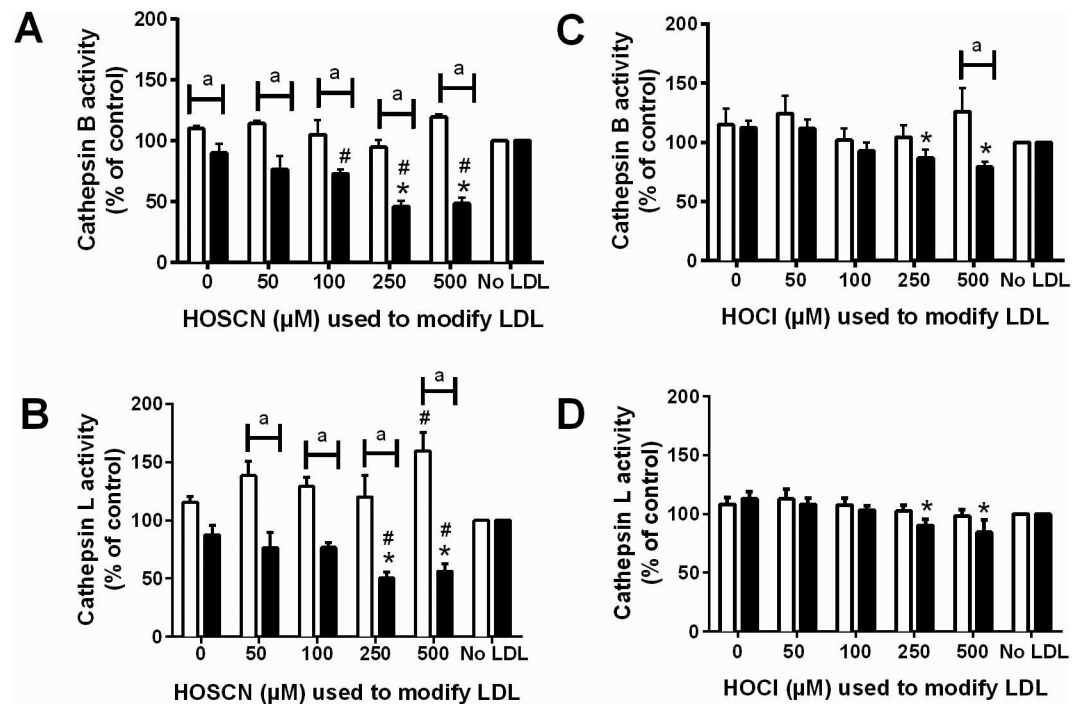 A
Cathepsin B activity
(% of control)
200
150
100
50
0
a
a
a
a
a
#
#
*
#
*
0 50 100 250 500 No LDL
HOSCN (µM) used to modify LDL
C
Cathepsin B activity
(% of control)
200
150
100
50
0
a
*
*
0 50 100 250 500 No LDL
HOCl (µM) used to modify LDL
B
Cathepsin L activity
(% of control)
200
150
100
50
0
a
a
a
a
#
#
*
#
*
0 50 100 250 500 No LDL
HOSCN (µM) used to modify LDL
D
Cathepsin L activity
(% of control)
200
150
100
50
0
*
*
0 50 100 250 500 No LDL
HOCl (µM) used to modify LDL